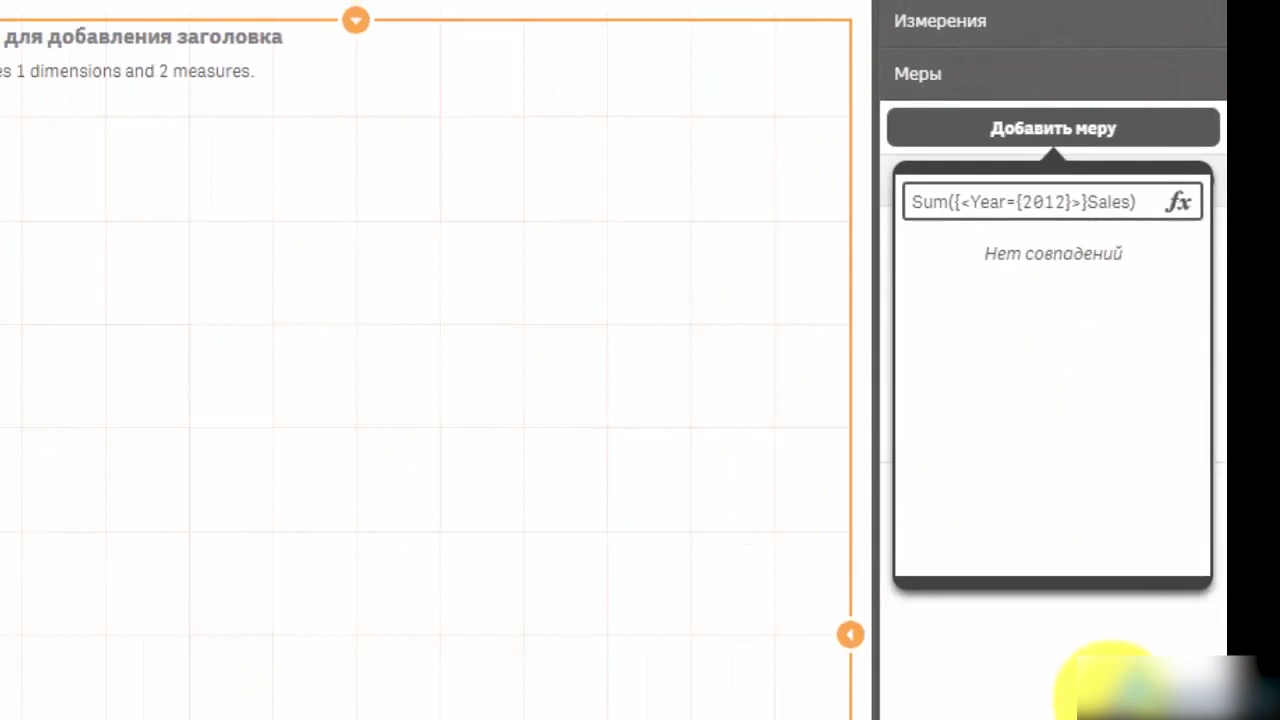 для добавления заголовка
es 1 dimensions and 2 measures.
Измерения
Меры
Добавить меру
Sum({<Year={2012}>}Sales) fx
Нет совпадений